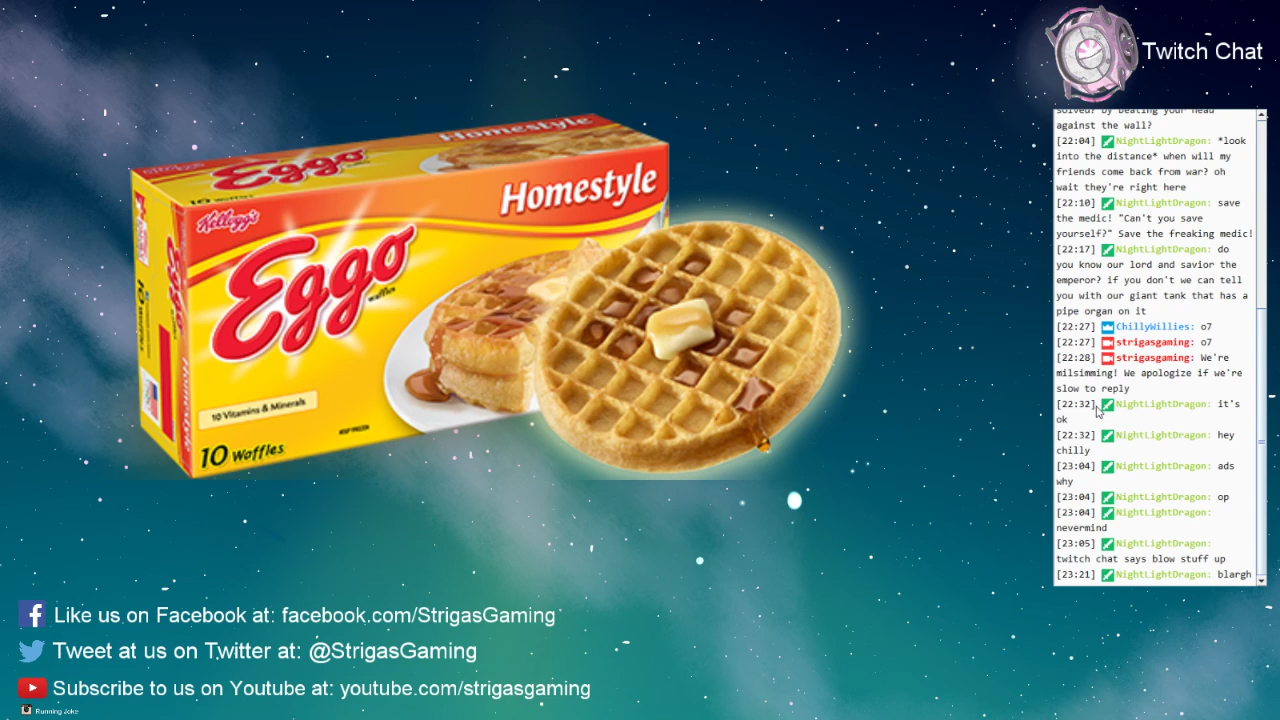 Twitch Chat
solved? by beating your head
against the wall?
[22:04] NightLightDragon: *look
into the distance* when will my
friends come back from war? oh
wait they're right here
[22:10] NightLightDragon: save
the medic! "Can't you save
yourself?" Save the freaking medic!
[22:17] NightLightDragon: do
you know our lord and savior the
emperor? if you don't we can tell
you with our giant tank that has a
pipe organ on it
[22:27] ChillyWillies: o7
[22:27] strigasgaming: o7
[22:28] strigasgaming: We're
milsimming! We apologize if we're
slow to reply
[22:32] NightLightDragon: it's
ok
[22:32] NightLightDragon: hey
chilly
[23:04] NightLightDragon: ads
why
[23:04] NightLightDragon: op
[23:04] NightLightDragon:
nevermind
[23:05] NightLightDragon:
twitch chat says blow stuff up
[23:21] NightLightDragon: blargh
Homestyle
Eggo
10 Waffles
Homestyle
Kellogg's
Eggo
waffles
10 Vitamins & Minerals
KEEP FROZEN
10 Waffles
Eggo
Homestyle
Like us on Facebook at: facebook.com/StrigasGaming
Tweet at us on Twitter at: @StrigasGaming
Subscribe to us on Youtube at: youtube.com/strigasgaming
Running Joke